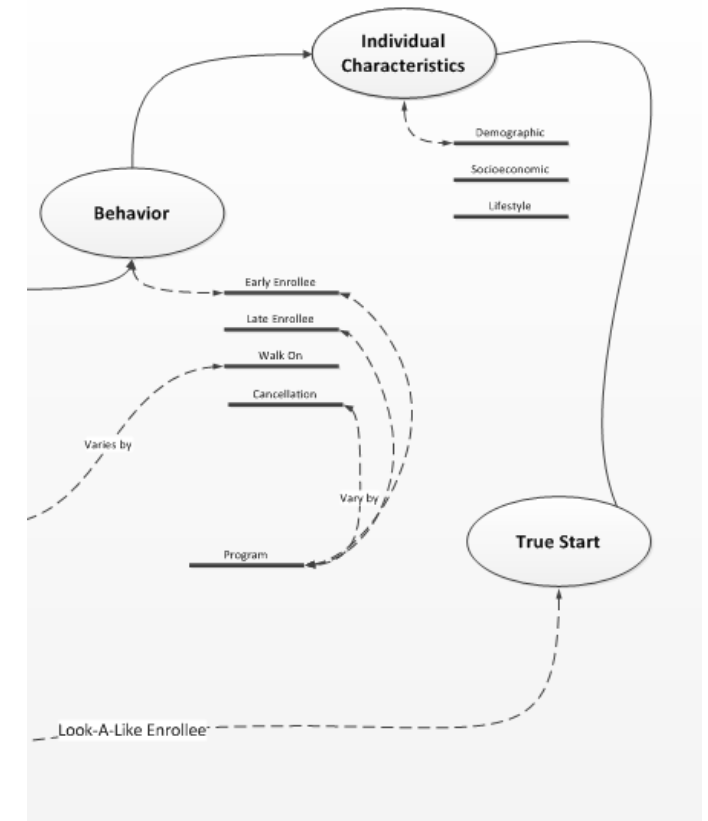 Individual
Characteristics
Demographic
Socioeconomic
Lifestyle
Behavior
Early Enrollee
Late Enrollee
Walk On
Cancellation
Varies by
Vary by
Program
True Start
Look-A-Like Enrollee